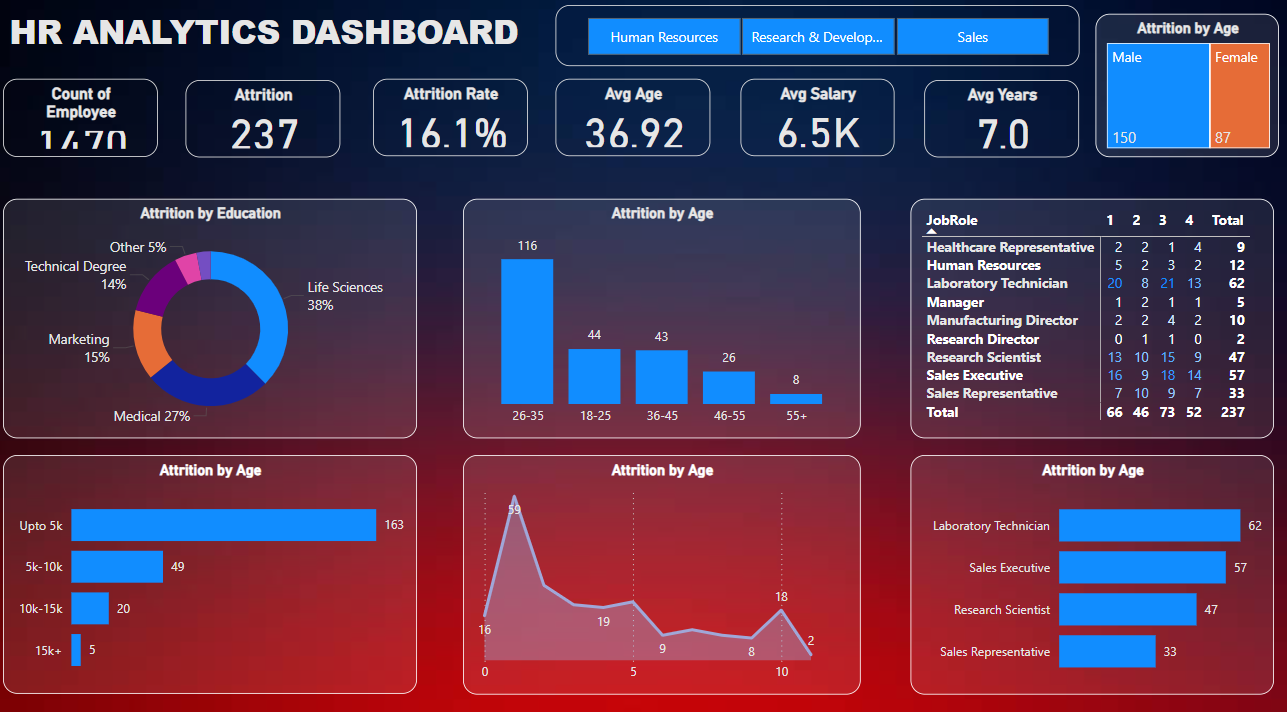 HR ANALYTICS DASHBOARD
Human Resources
Research & Develop...
Sales
Attrition by Age
Male
Female
150
87
Count of
Employee
1470
Attrition
237
Attrition Rate
16.1%
Avg Age
36.92
Avg Salary
6.5K
Avg Years
7.0
Attrition by Education
Other 5%
Technical Degree
14%
Life Sciences
38%
Marketing
15%
Medical 27%
Attrition by Age
116
44
43
26
8
26-35 18-25 36-45 46-55 55+
JobRole 1 2 3 4 Total
Healthcare Representative 2 2 1 4 9
Human Resources 5 2 3 2 12
Laboratory Technician 20 8 21 13 62
Manager 1 2 1 1 5
Manufacturing Director 2 2 4 2 10
Research Director 0 1 1 0 2
Research Scientist 13 10 15 9 47
Sales Executive 16 9 18 14 57
Sales Representative 7 10 9 7 33
Total 66 46 73 52 237
Attrition by Age
Upto 5k 163
5k-10k 49
10k-15k 20
15k+ 5
Attrition by Age
59
16
19
9
8
18
2
0 5 10
Attrition by Age
Laboratory Technician 62
Sales Executive 57
Research Scientist 47
Sales Representative 33